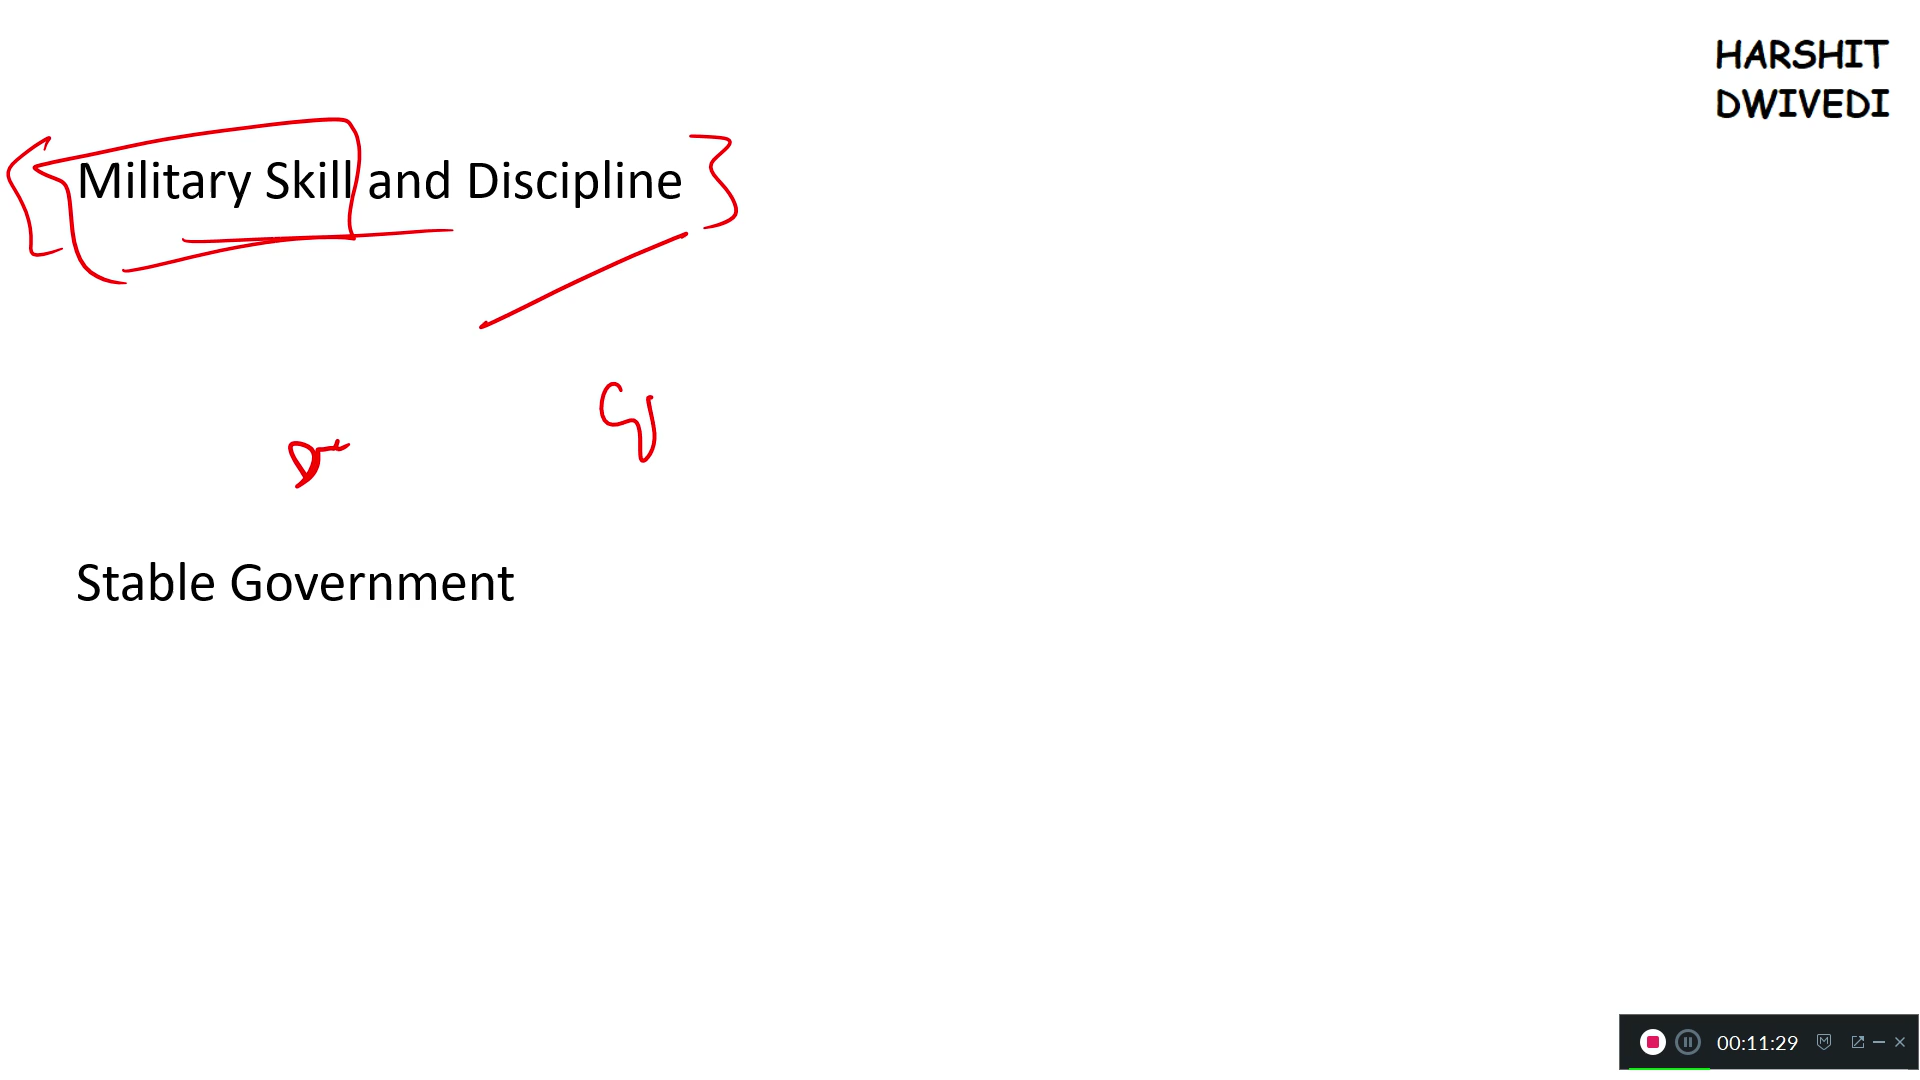 HARSHIT
DWIVEDI
Military Skill and Discipline
Stable Government
00:11:29